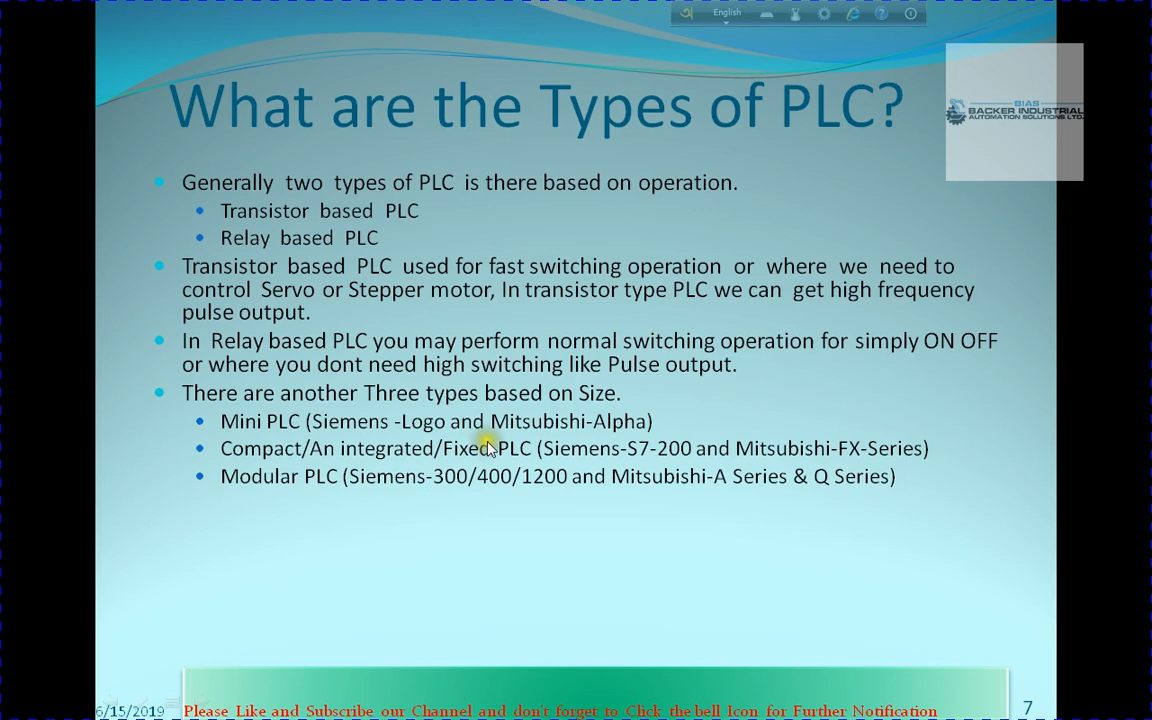 English
What are the Types of PLC?
BIAS
BACKER INDUSTRIAL
AUTOMATION SOLUTIONS LTD.
Generally two types of PLC is there based on operation.
Transistor based PLC
Relay based PLC
Transistor based PLC used for fast switching operation or where we need to
control Servo or Stepper motor, In transistor type PLC we can get high frequency
pulse output.
In Relay based PLC you may perform normal switching operation for simply ON OFF
or where you dont need high switching like Pulse output.
There are another Three types based on Size.
Mini PLC (Siemens -Logo and Mitsubishi-Alpha)
Compact/An integrated/Fixed PLC (Siemens-S7-200 and Mitsubishi-FX-Series)
Modular PLC (Siemens-300/400/1200 and Mitsubishi-A Series & Q Series)
6/15/2019
Please Like and Subscribe our Channel and don't forget to Click the bell Icon for Further Notification
7